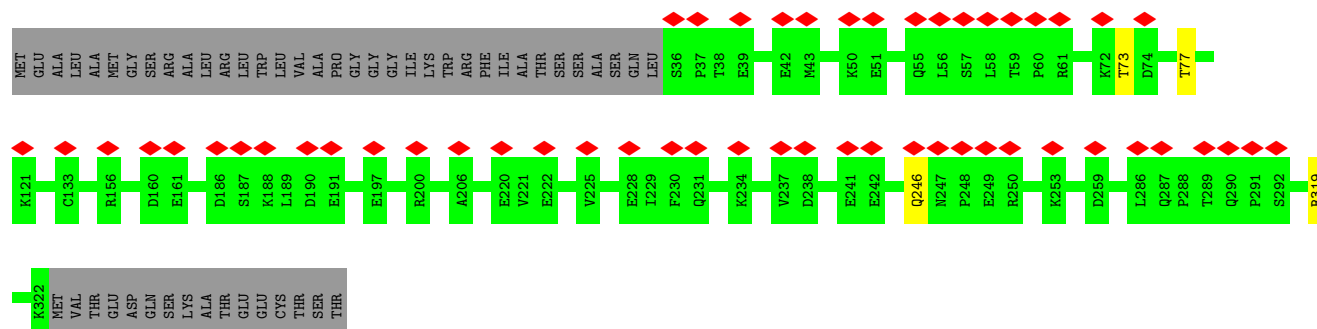 MET GLU ALA LEU ALA MET GLY SER ARG ALA LEU ARG LEU TRP LEU VAL ALA PRO GLY GLY GLY ILE LYS TRP ARG PHE ILE ALA THR SER SER ALA SER GLN LEU S36 P37 T38 E39 E42 M43 K50 E51 Q55 L56 S57 L58 T59 P60 R61 K72 T73 D74 T77
K121 C133 R156 D160 E161 D186 S187 K188 L189 D190 E191 E197 R200 A206 E220 V221 E222 V225 E228 I229 F230 Q231 K234 V237 D238 E241 E242 Q246 N247 P248 E249 R250 K253 D259 L286 Q287 P288 T289 Q290 P291 S292 R319
K322 MET VAL THR GLU ASP GLN SER LYS ALA THR GLU GLU CYS THR SER THR